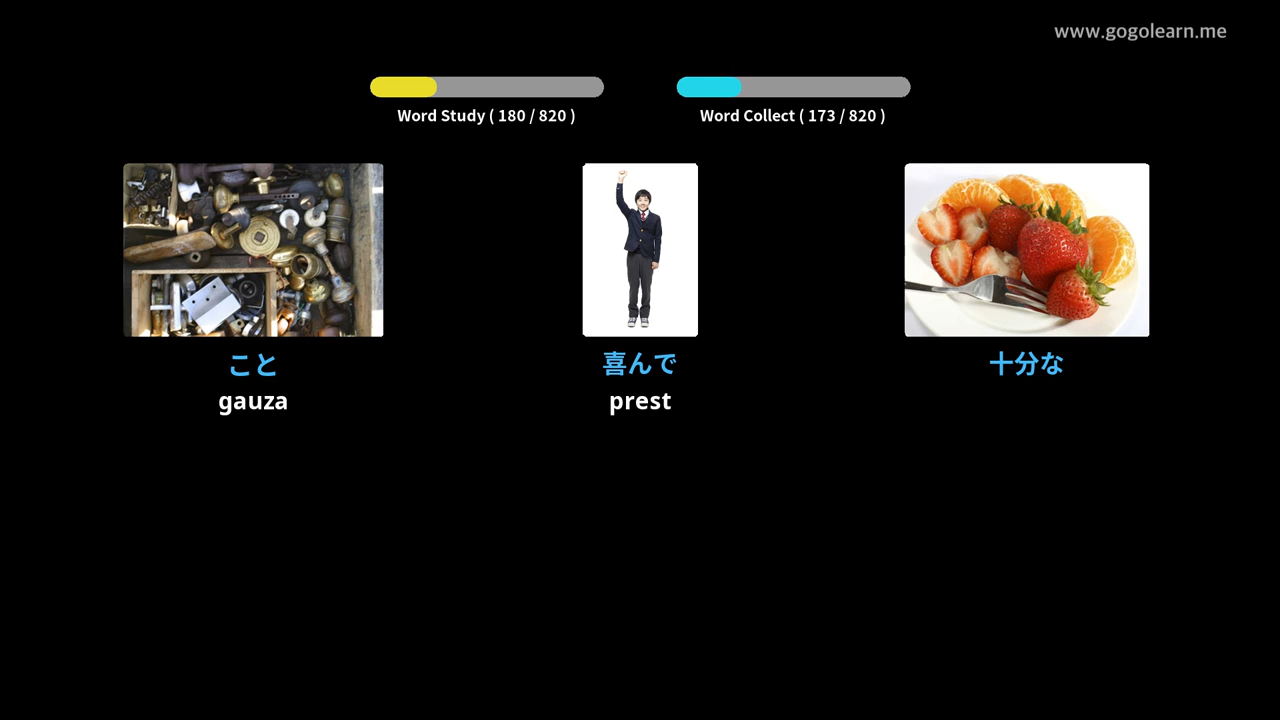 www.gogolearn.me
Word Study ( 180 / 820 )
Word Collect ( 173 / 820 )
こと
gauza
喜んで
prest
十分な